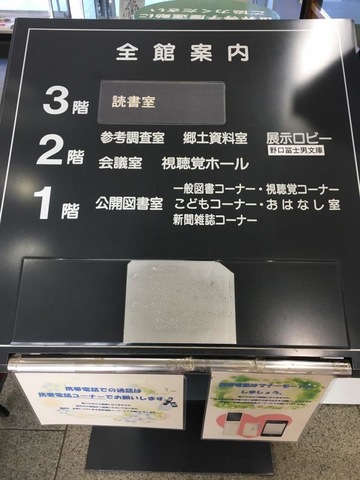 全館案内
3階 読書室
2階 参考調査室 郷土資料室 展示ロビー
野口冨士男文庫
会議室 視聴覚ホール
1階 公開図書室
一般図書コーナー・視聴覚コーナー
こどもコーナー・おはなし室
新聞雑誌コーナー
携帯電話での通話は
携帯電話コーナーでお願いします
しましょう